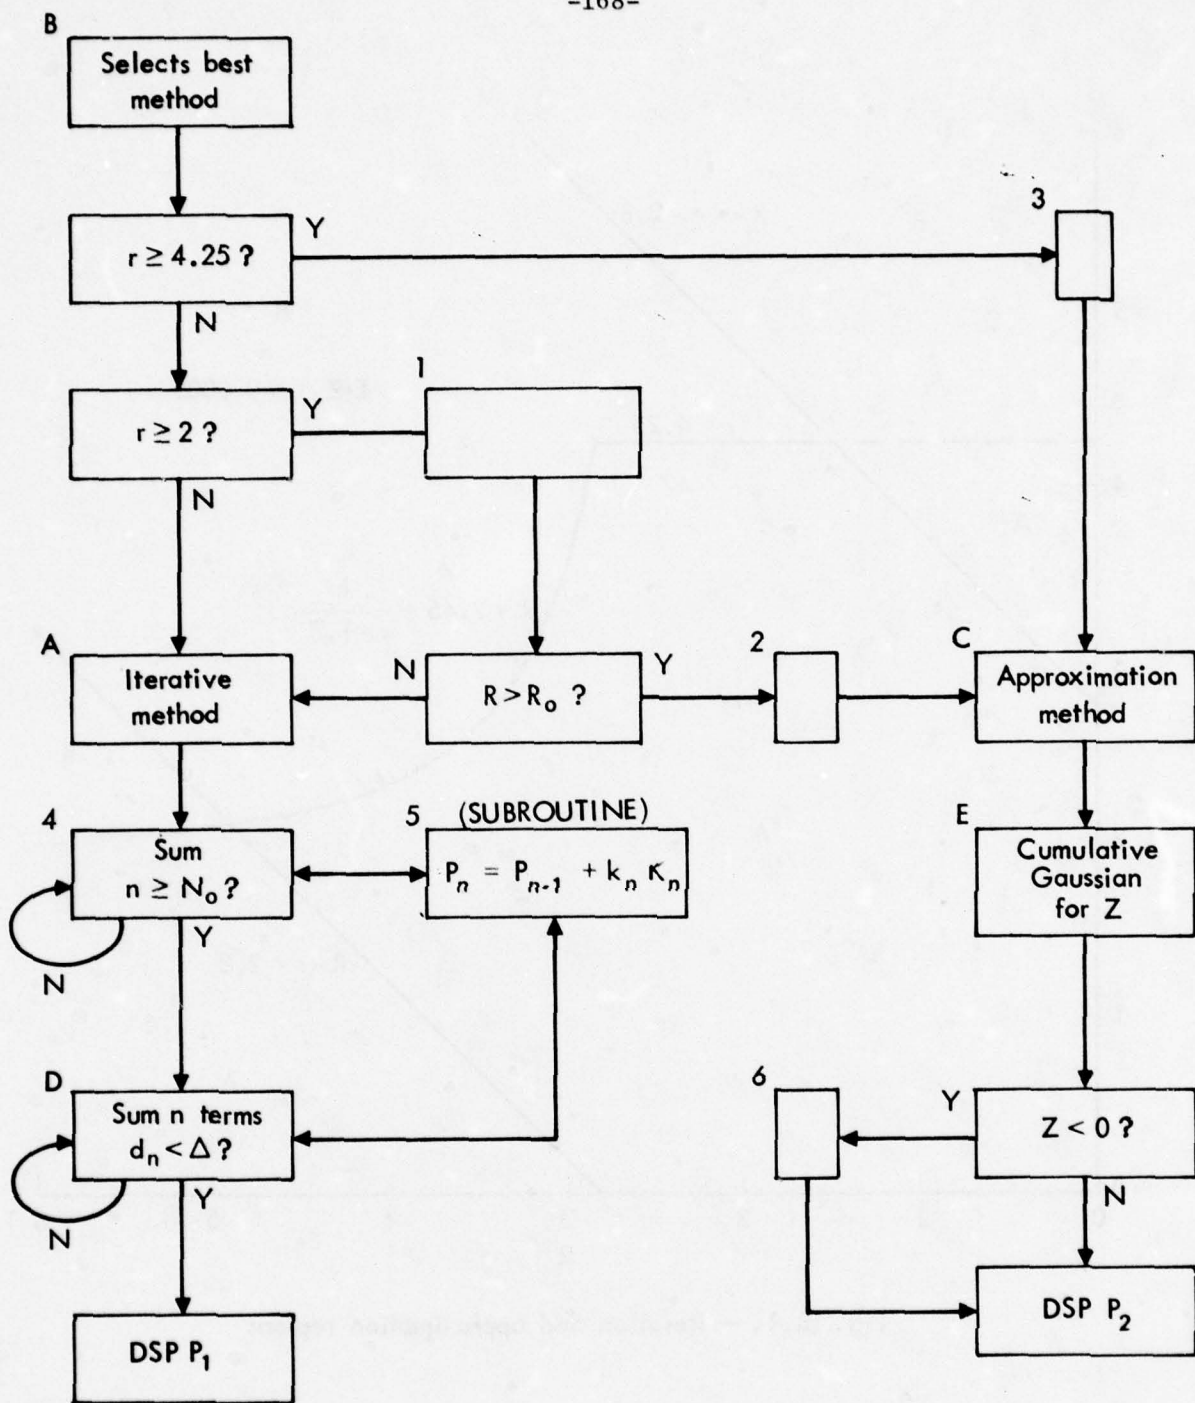 -168-
B
Selects best
method
r ≥ 4.25 ?
Y
3
N
r ≥ 2 ?
Y
1
N
A
Iterative
method
N
R > R₀ ?
Y
2
C
Approximation
method
4
Sum
n ≥ N₀ ?
N
Y
5 (SUBROUTINE)
Pₙ = Pₙ₋₁ + kₙ Kₙ
E
Cumulative
Gaussian
for Z
D
Sum n terms
dₙ < Δ ?
N
Y
6
Y
Z < 0 ?
N
DSP P₁
DSP P₂